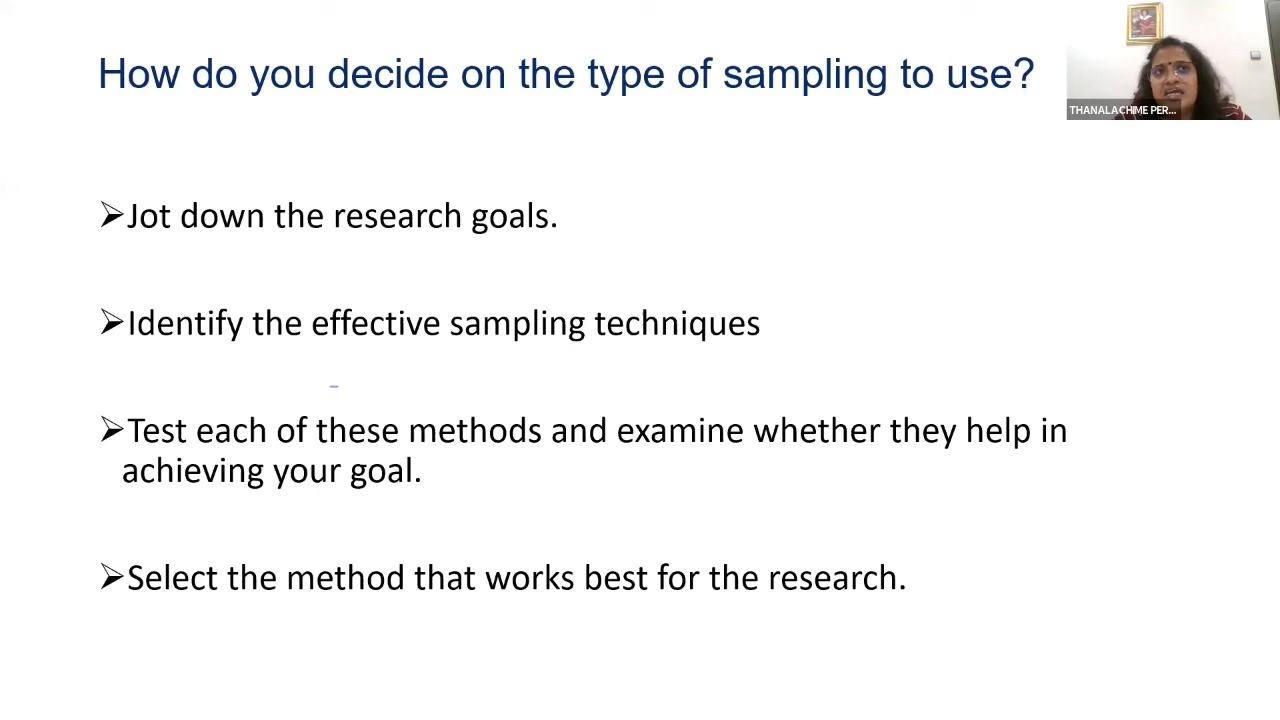 How do you decide on the type of sampling to use?
THANALACHIME PER...
➢Jot down the research goals.
➢Identify the effective sampling techniques
➢Test each of these methods and examine whether they help in
achieving your goal.
➢Select the method that works best for the research.